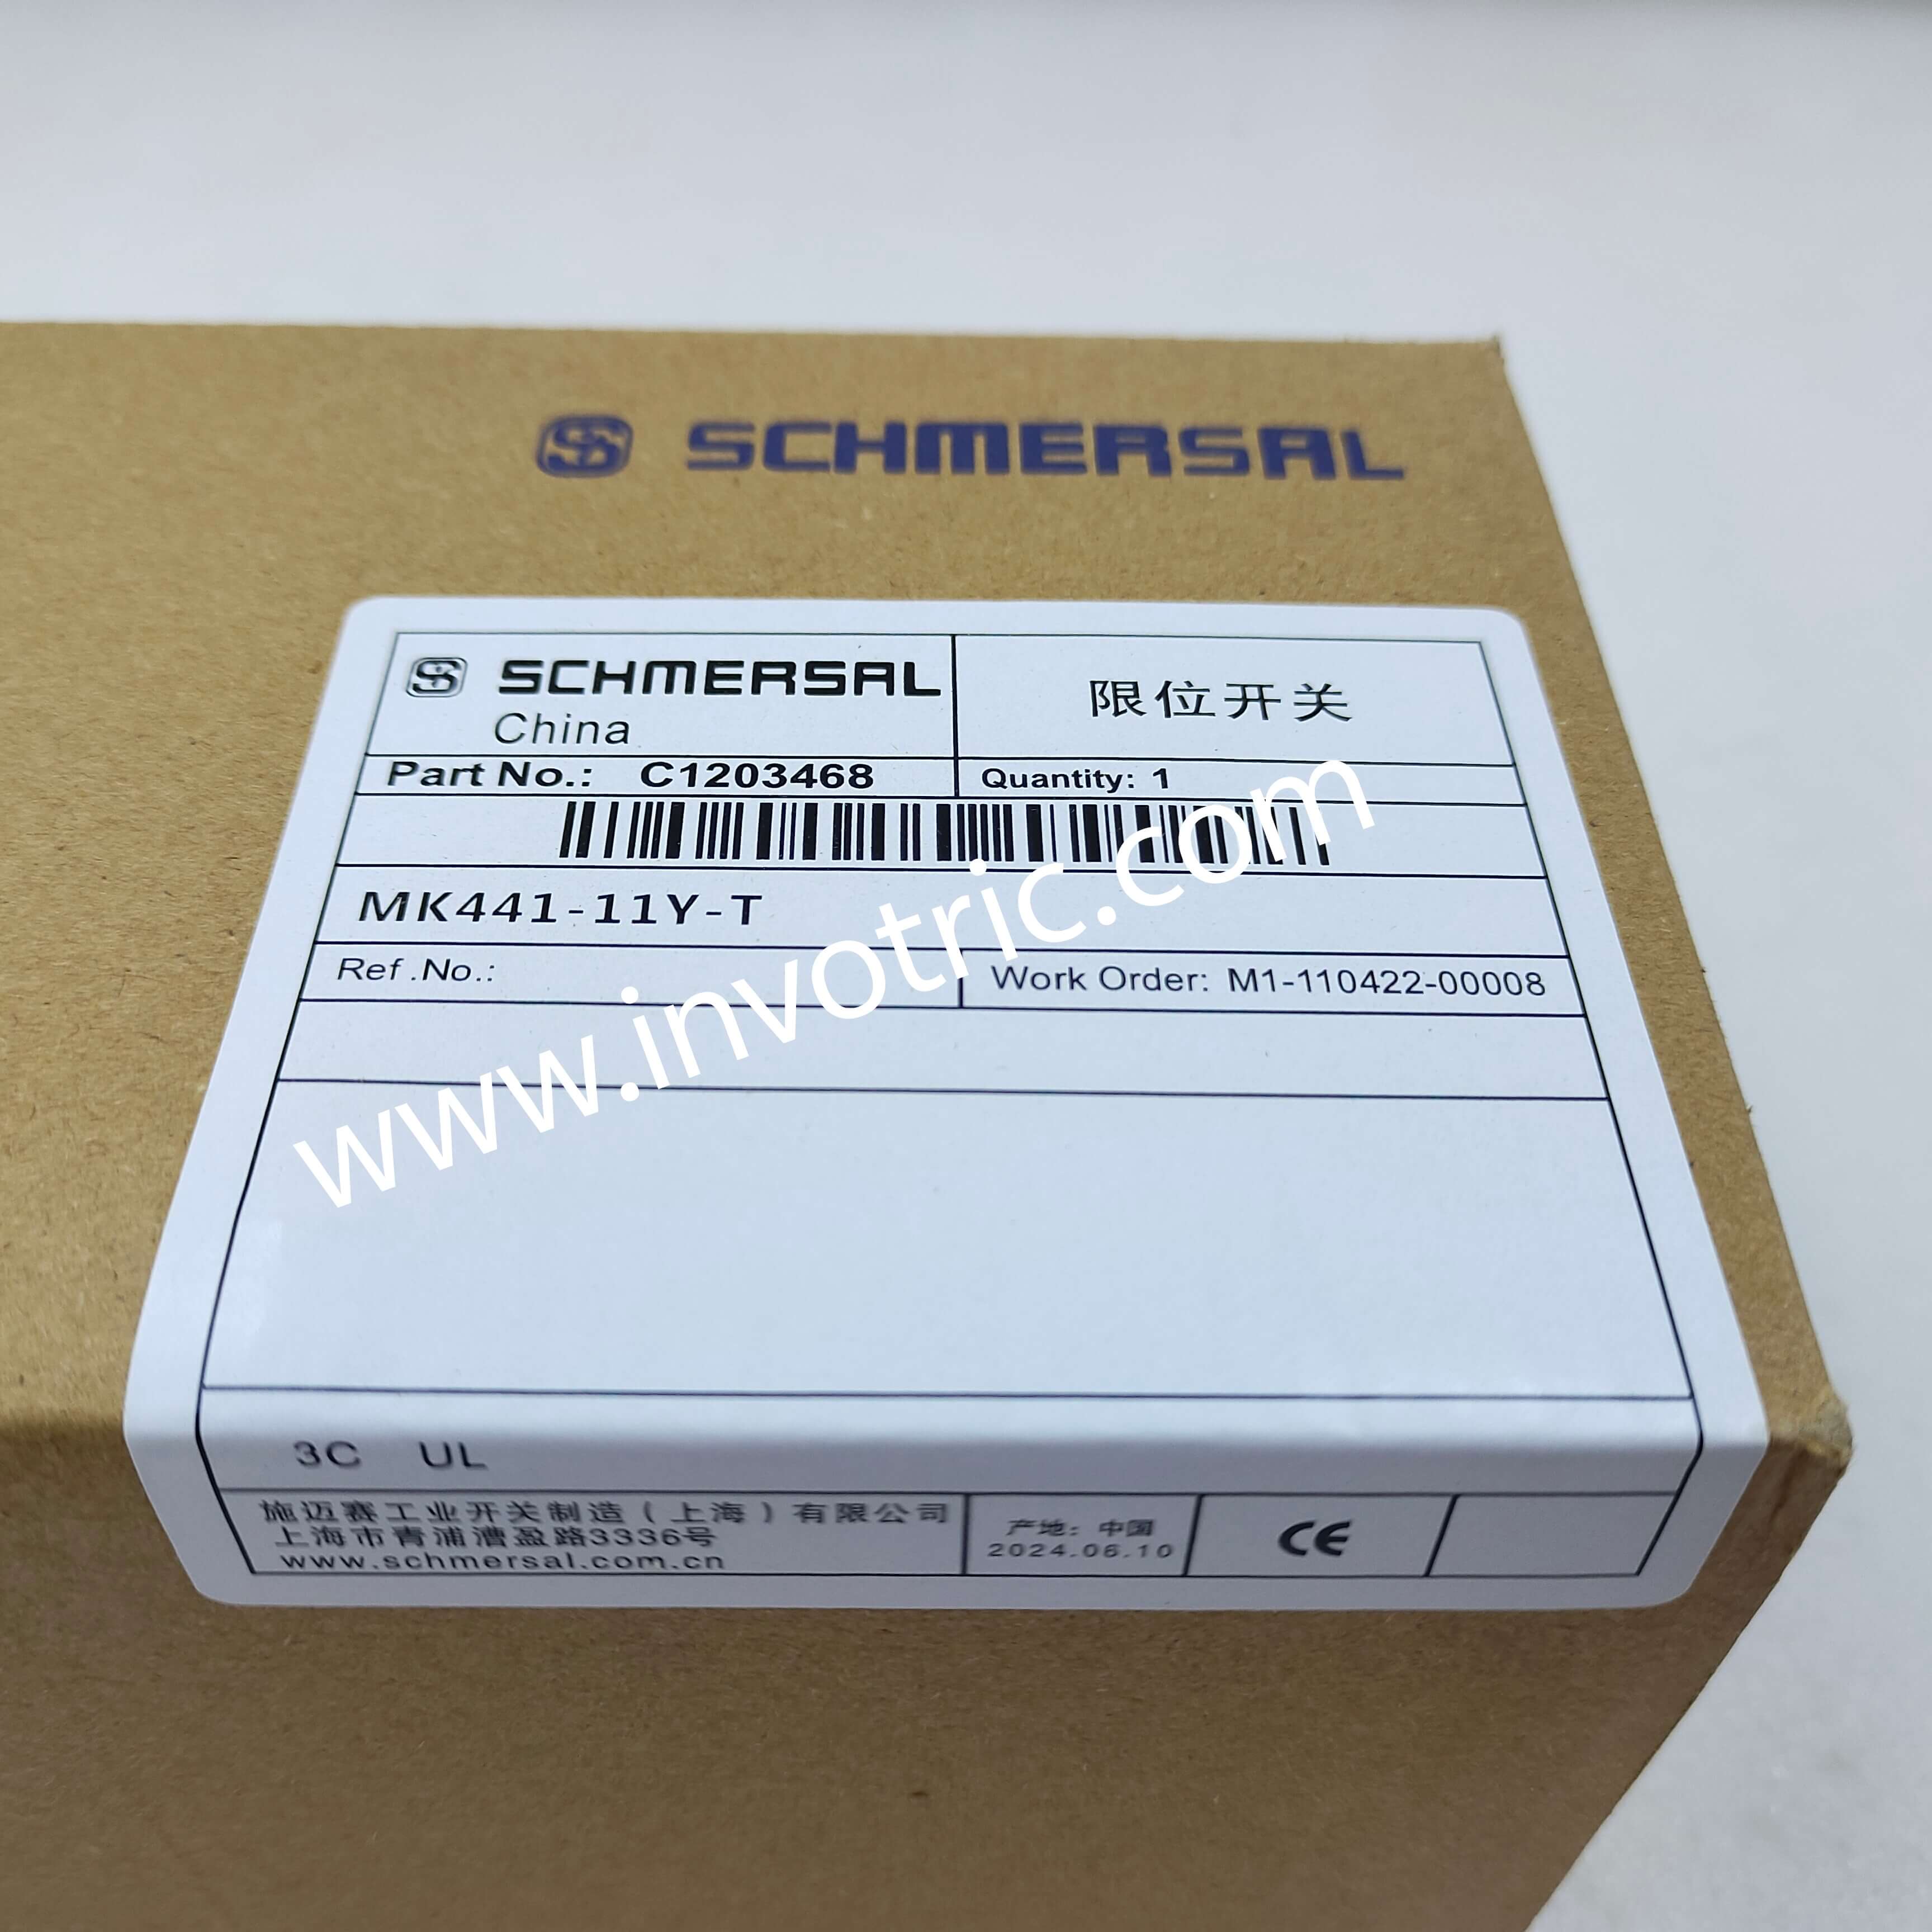 SCHMERSAL
SCHMERSAL
China
限位开关
Part No.: C1203468
Quantity: 1
MK441-11Y-T
Ref.No.:
Work Order: M1-110422-00008
www.invotric.com
3C UL
施迈赛工业开关制造（上海）有限公司
上海市青浦漕盈路3336号
www.schmersal.com.cn
产地：中国
2024.06.10
CE